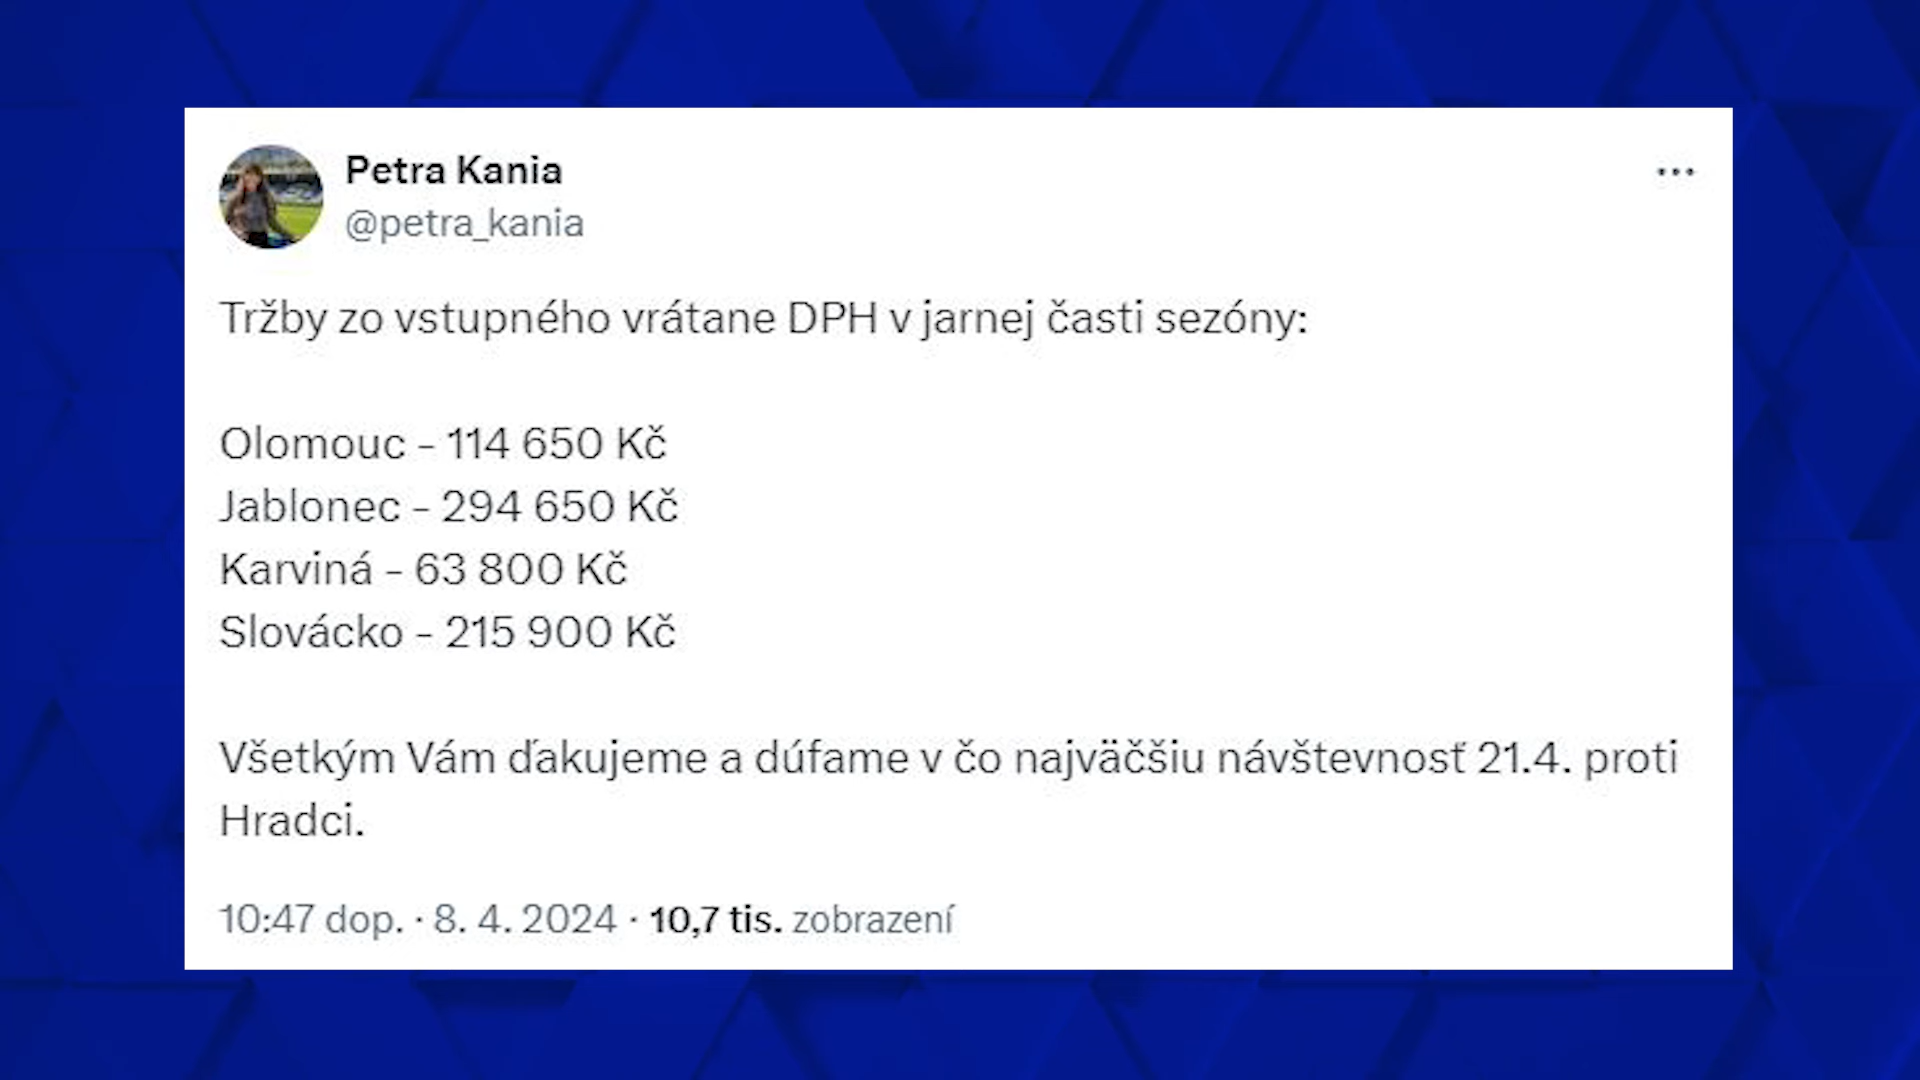 Petra Kania
@petra_kania
Tržby zo vstupného vrátane DPH v jarnej časti sezóny:
Olomouc - 114 650 Kč
Jablonec - 294 650 Kč
Karviná - 63 800 Kč
Slovácko - 215 900 Kč
Všetkým Vám ďakujeme a dúfame v čo najväčšiu návštevnosť 21.4. proti
Hradci.
10:47 dop. · 8. 4. 2024 · 10,7 tis. zobrazení